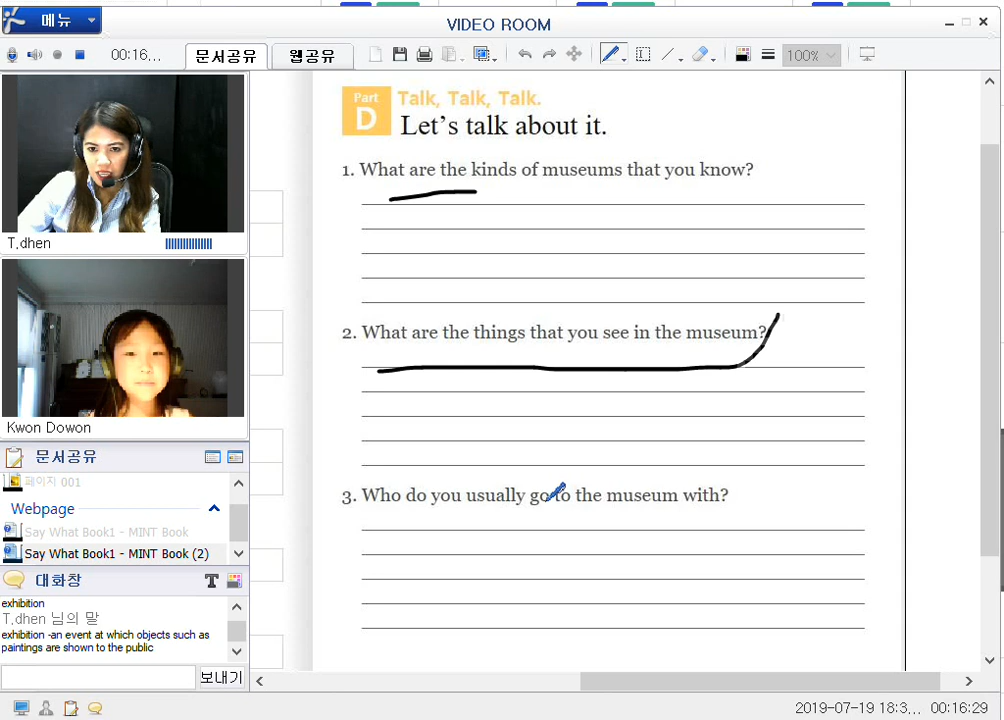 메뉴
VIDEO ROOM
00:16...
문서공유
웹공유
100%
T.dhen
Kwon Dowon
문서공유
페이지 001
Webpage
Say What Book1 - MINT Book
Say What Book1 - MINT Book (2)
대화창
T
exhibition
T.dhen 님의 말
exhibition -an event at which objects such as
paintings are shown to the public
보내기
Part
D
Talk, Talk, Talk.
Let's talk about it.
1. What are the kinds of museums that you know?
2. What are the things that you see in the museum?
3. Who do you usually go to the museum with?
2019-07-19 18:3...
00:16:29